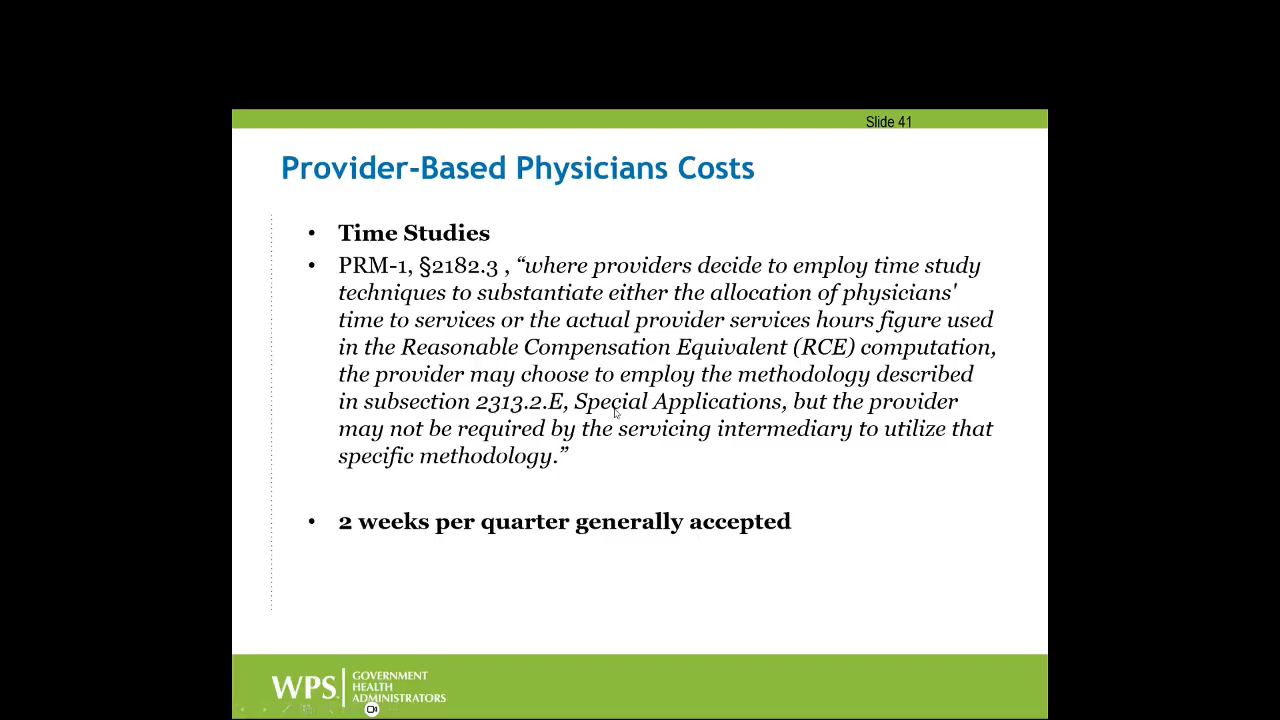 Slide 41
Provider-Based Physicians Costs
• Time Studies
• PRM-1, §2182.3 , “where providers decide to employ time study
techniques to substantiate either the allocation of physicians'
time to services or the actual provider services hours figure used
in the Reasonable Compensation Equivalent (RCE) computation,
the provider may choose to employ the methodology described
in subsection 2313.2.E, Special Applications, but the provider
may not be required by the servicing intermediary to utilize that
specific methodology.”
• 2 weeks per quarter generally accepted
WPS.
GOVERNMENT
HEALTH
ADMINISTRATORS